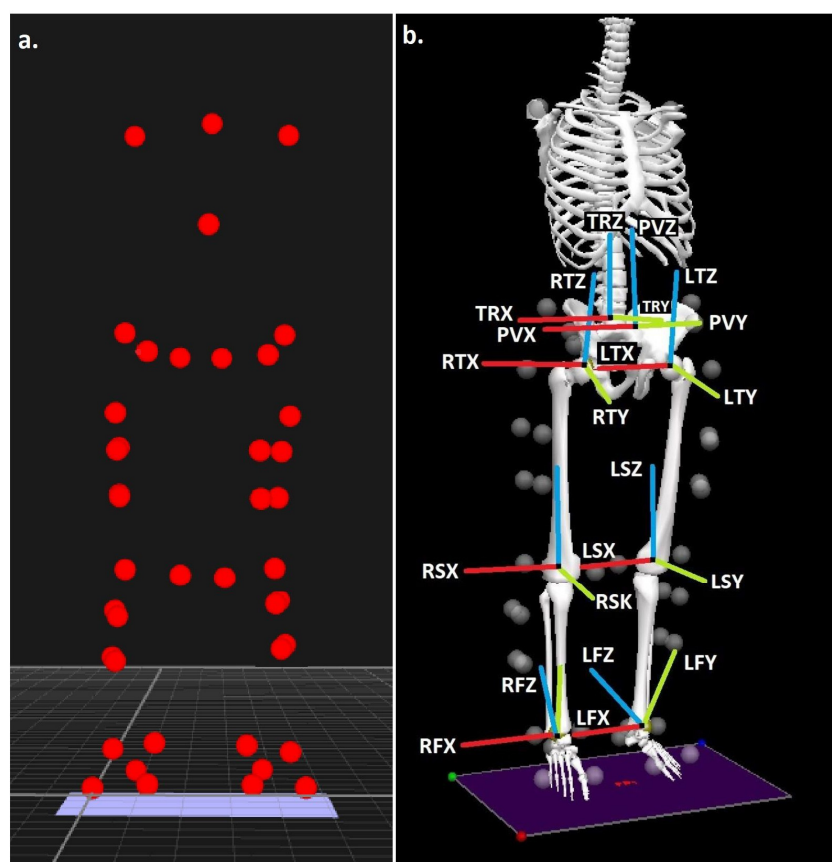 a.
b.
TRZ PVZ
RTZ LTZ
TRX TRY
PVX PVY
RTX LTX
RTY LTY
LSZ
RSX LSX
RSK LSY
RFZ LFZ LFY
RFX LFX